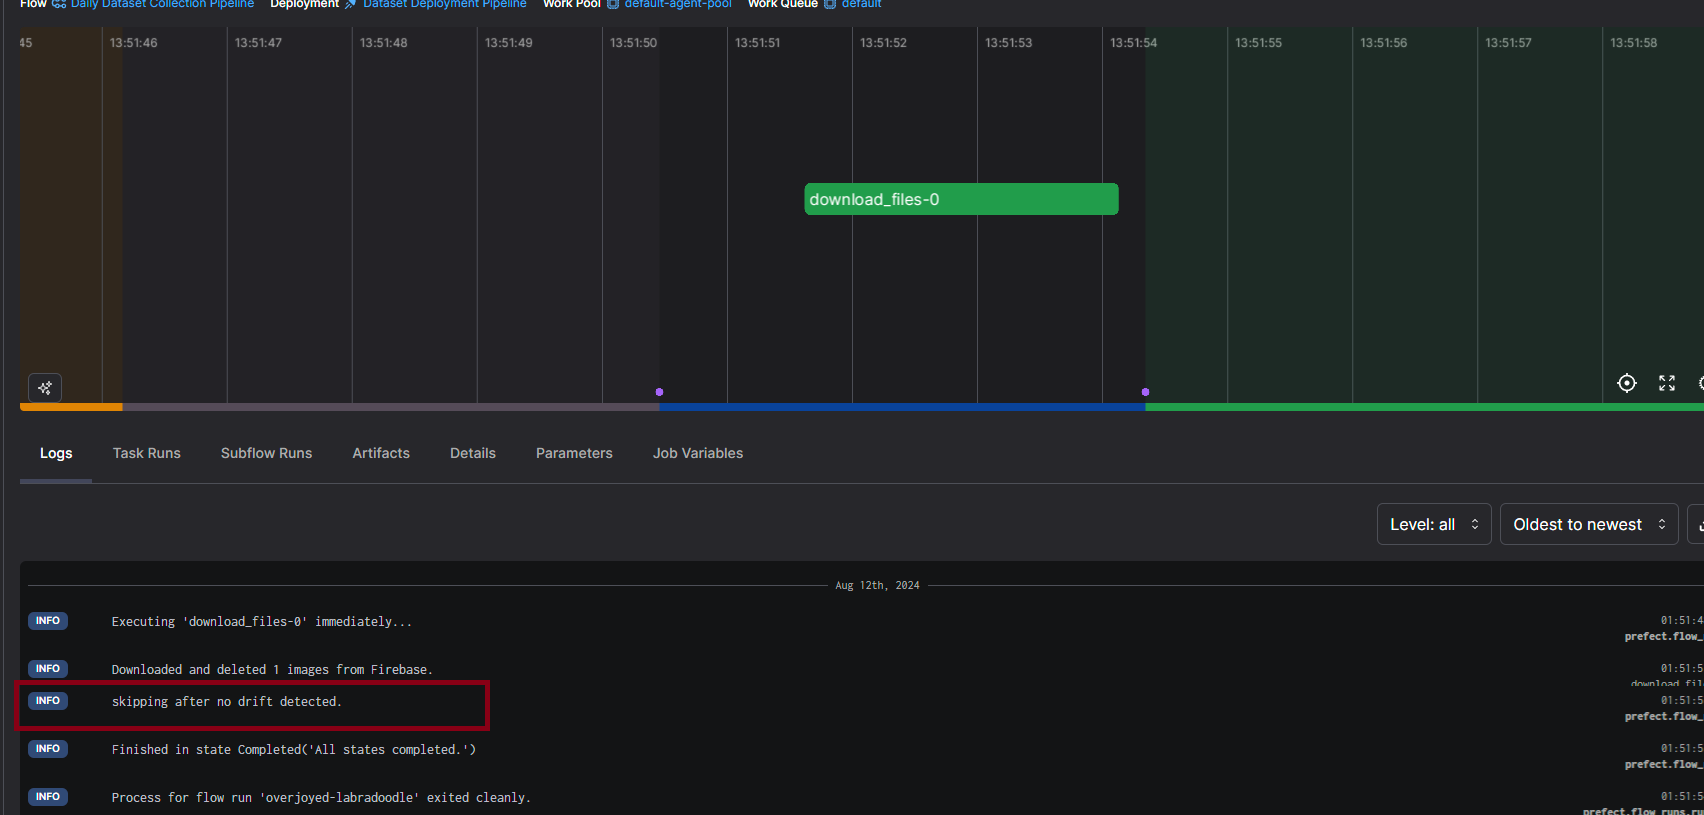 Flow Daily Dataset Collection Pipeline Deployment Dataset Deployment Pipeline Work Pool default-agent-pool Work Queue default
45 13:51:46 13:51:47 13:51:48 13:51:49 13:51:50 13:51:51 13:51:52 13:51:53 13:51:54 13:51:55 13:51:56 13:51:57 13:51:58
download_files-0
Logs Task Runs Subflow Runs Artifacts Details Parameters Job Variables
Level: all Oldest to newest
Aug 12th, 2024
INFO Executing 'download_files-0' immediately... 01:51:4
prefect.flow_
INFO Downloaded and deleted 1 images from Firebase. 01:51:5
download_fil
INFO skipping after no drift detected. 01:51:5
prefect.flow_
INFO Finished in state Completed('All states completed.') 01:51:5
prefect.flow_
INFO Process for flow run 'overjoyed-labradoodle' exited cleanly. 01:51:5
prefect.flow_runs.ru